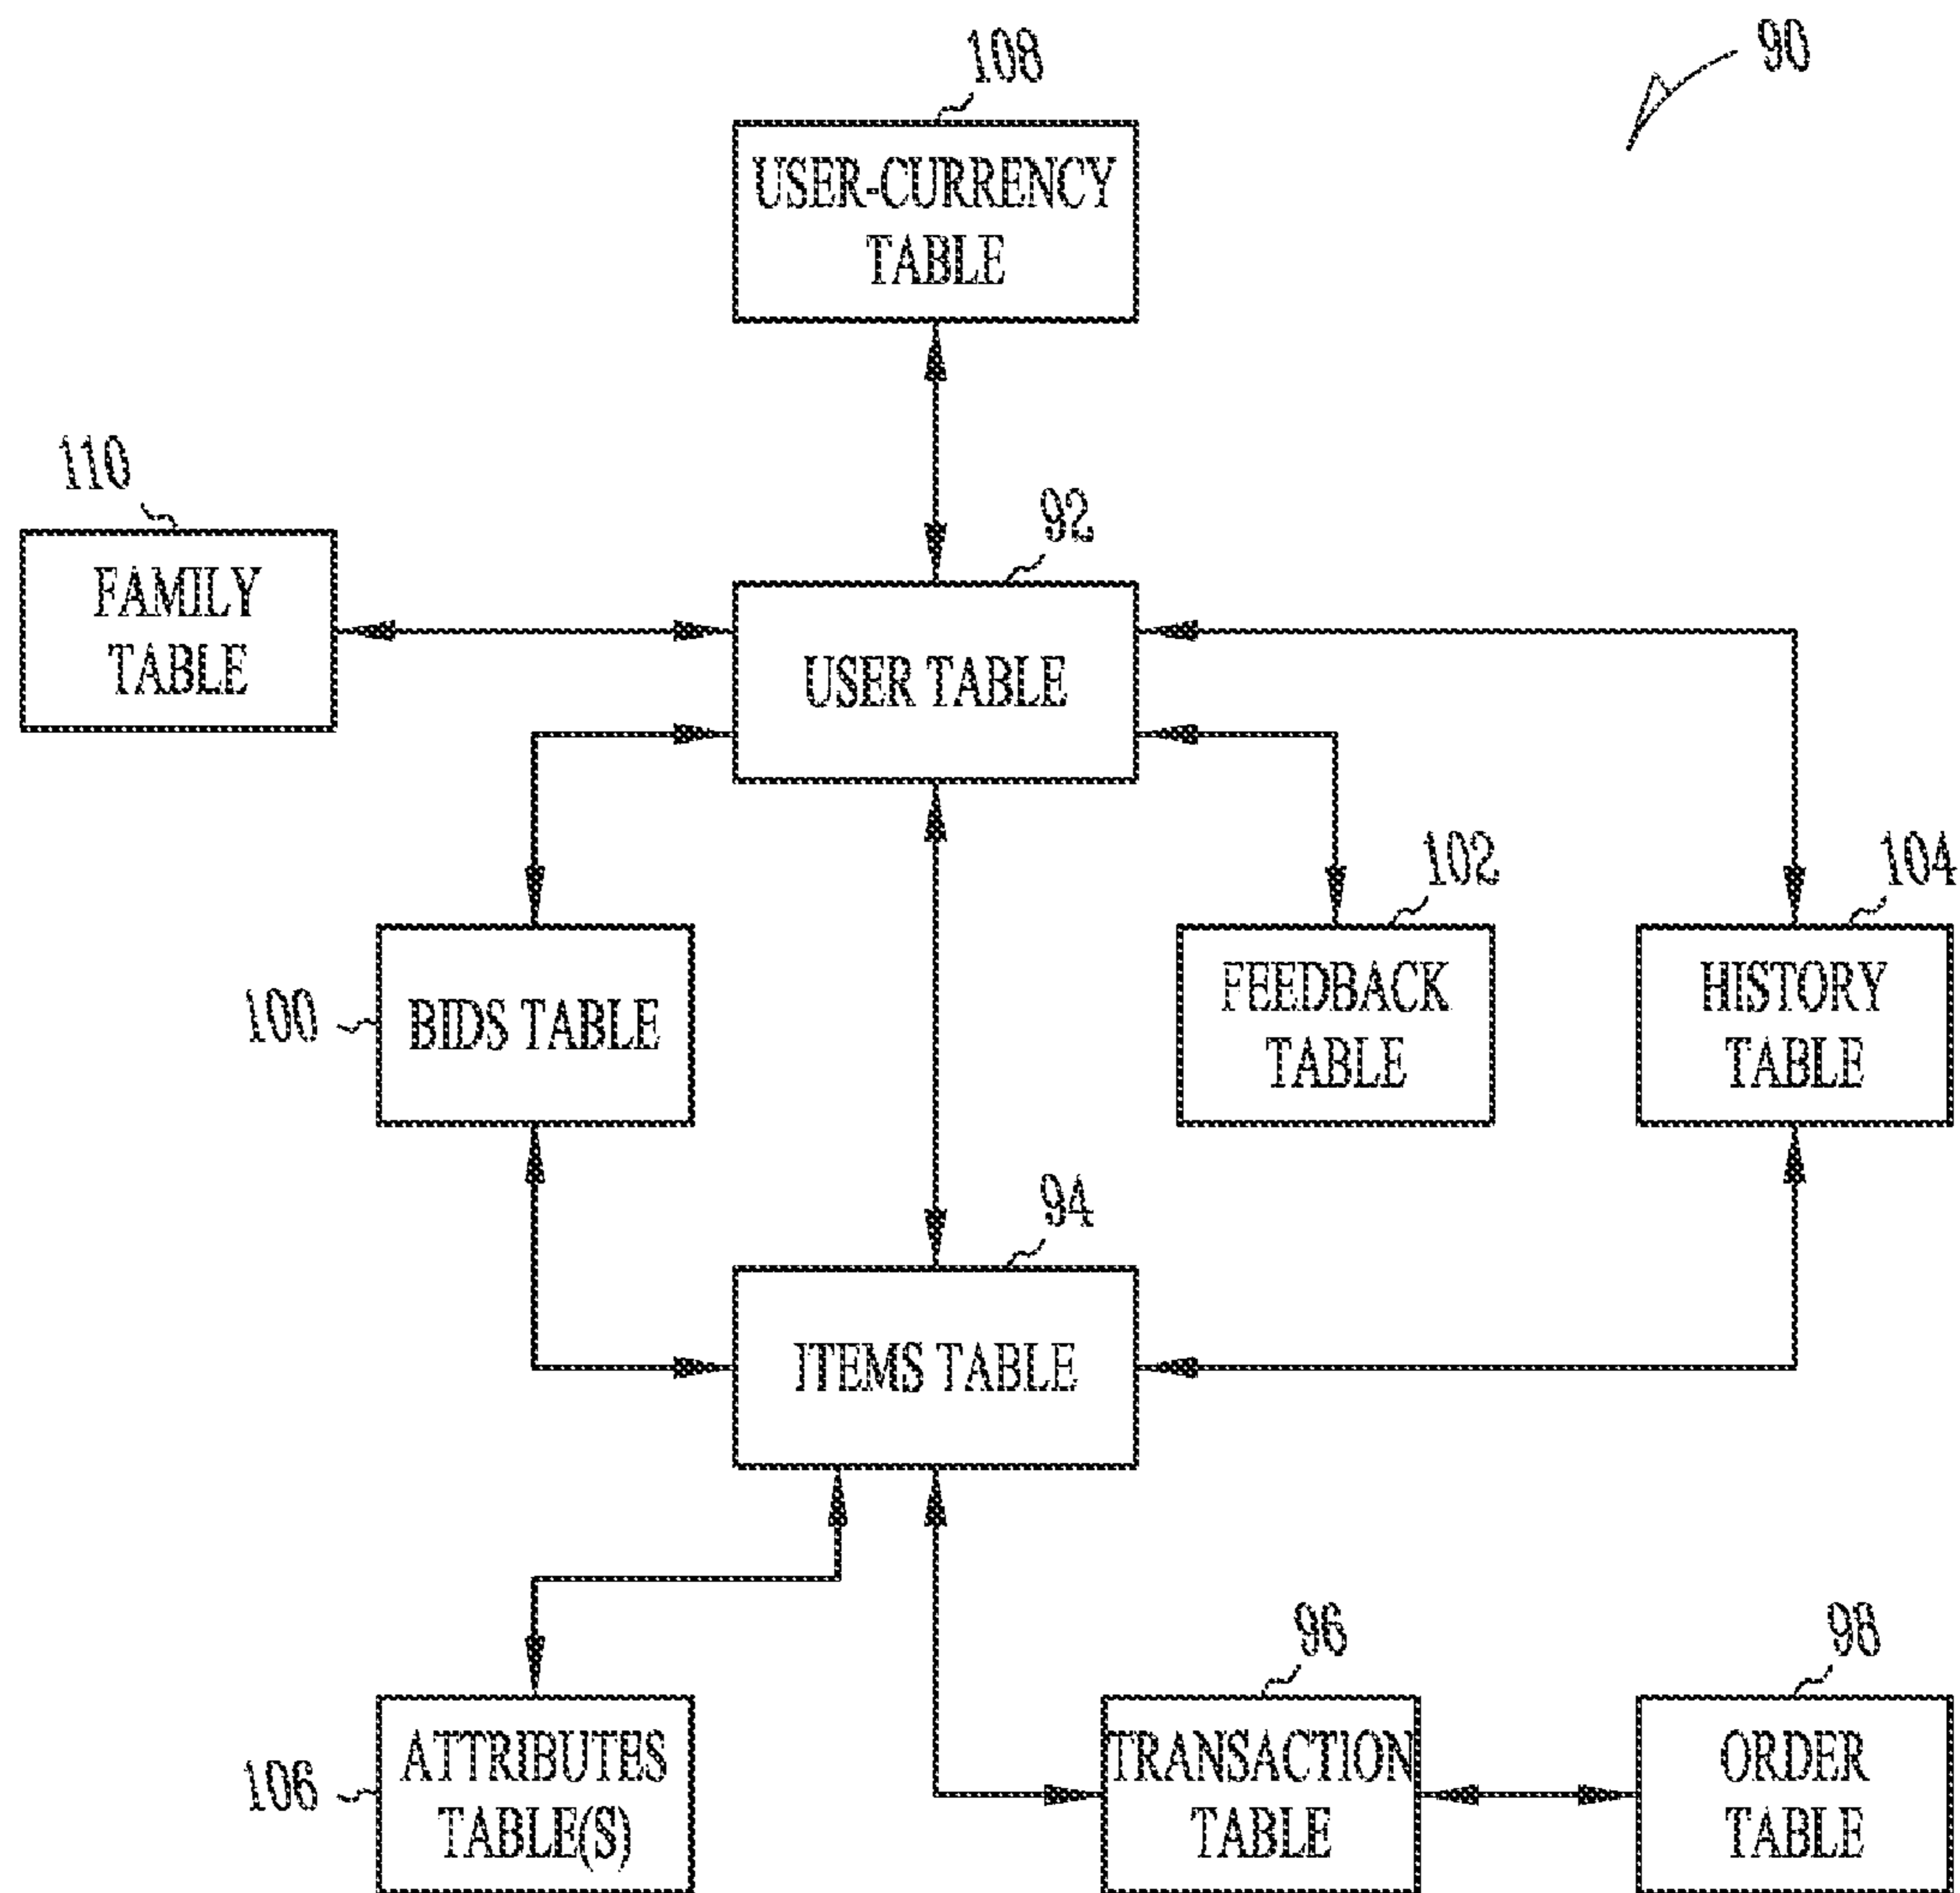 108
90
USER-CURRENCY
TABLE
110
92
FAMILY
TABLE
USER TABLE
102
104
100
BIDS TABLE
FEEDBACK
TABLE
HISTORY
TABLE
94
ITEMS TABLE
96
98
106
ATTRIBUTES
TABLE(S)
TRANSACTION
TABLE
ORDER
TABLE